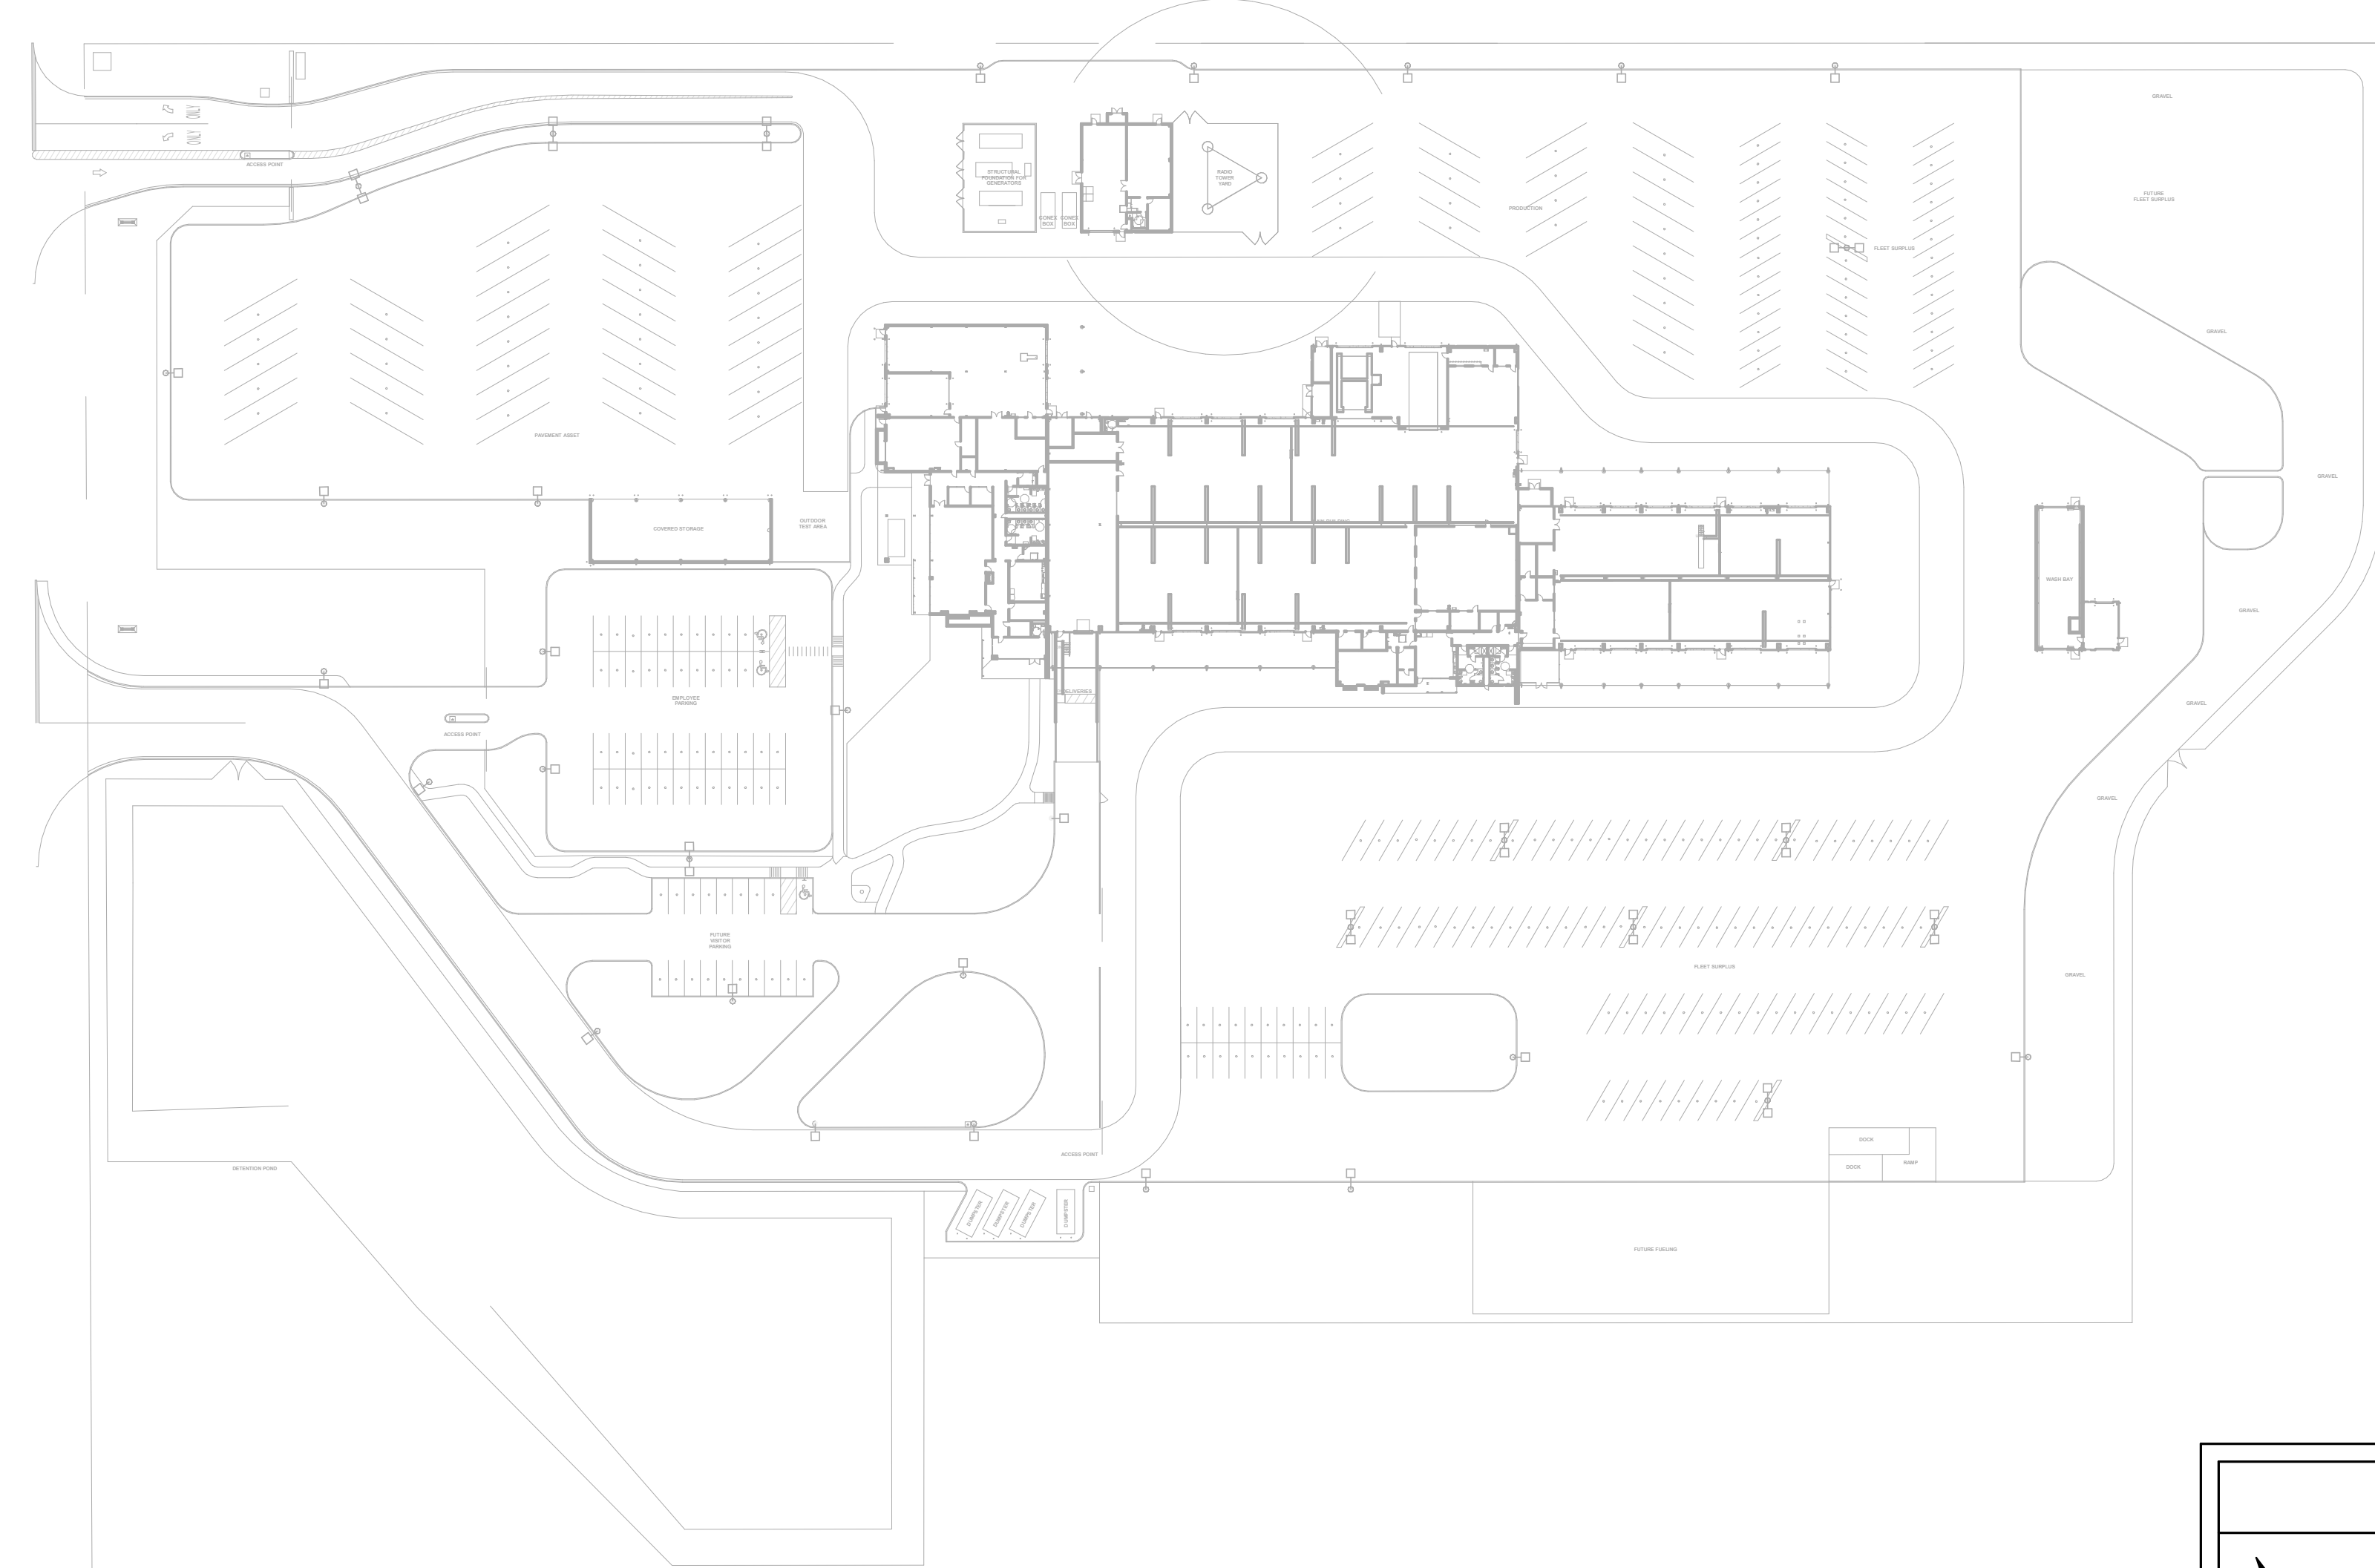 GRAVEL
ACCESS POINT
STRUCTURAL
FOUNDATION FOR
GENERATORS
RADIO
TOWER
YARD
FUTURE
FLEET SURPLUS
CONEX
BOX
CONEX
BOX
PRODUCTION
FLEET SURPLUS
GRAVEL
PAVEMENT ASSET
GRAVEL
COVERED STORAGE
OUTDOOR
TEST AREA
WASH BAY
GRAVEL
EMPLOYEE
PARKING
DELIVERIES
GRAVEL
ACCESS POINT
GRAVEL
FUTURE
VISITOR
PARKING
FLEET SURPLUS
GRAVEL
DOCK
ACCESS POINT
RAMP
DOCK
DETENTION POND
DUMPSTER
DUMPSTER
DUMPSTER
DUMPSTER
FUTURE FUELING